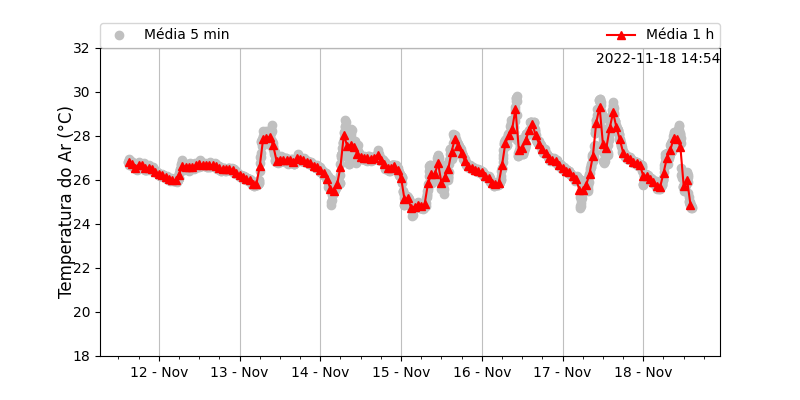 Média 5 min
Média 1 h
2022-11-18 14:54
Temperatura do Ar (°C)
32
30
28
26
24
22
20
18
12 - Nov
13 - Nov
14 - Nov
15 - Nov
16 - Nov
17 - Nov
18 - Nov